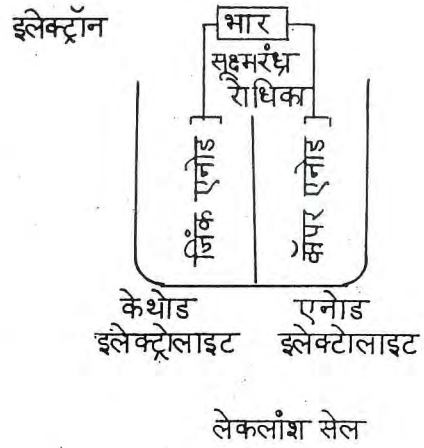 इलेक्ट्रॉन
भार
सूक्ष्मरंध्र
रोधिका
जिंक एनोड
कॅापर एनोड
केथोड
इलेक्ट्रोलाइट
एनोड
इलेक्टोलाइट
लेकलांश सेल